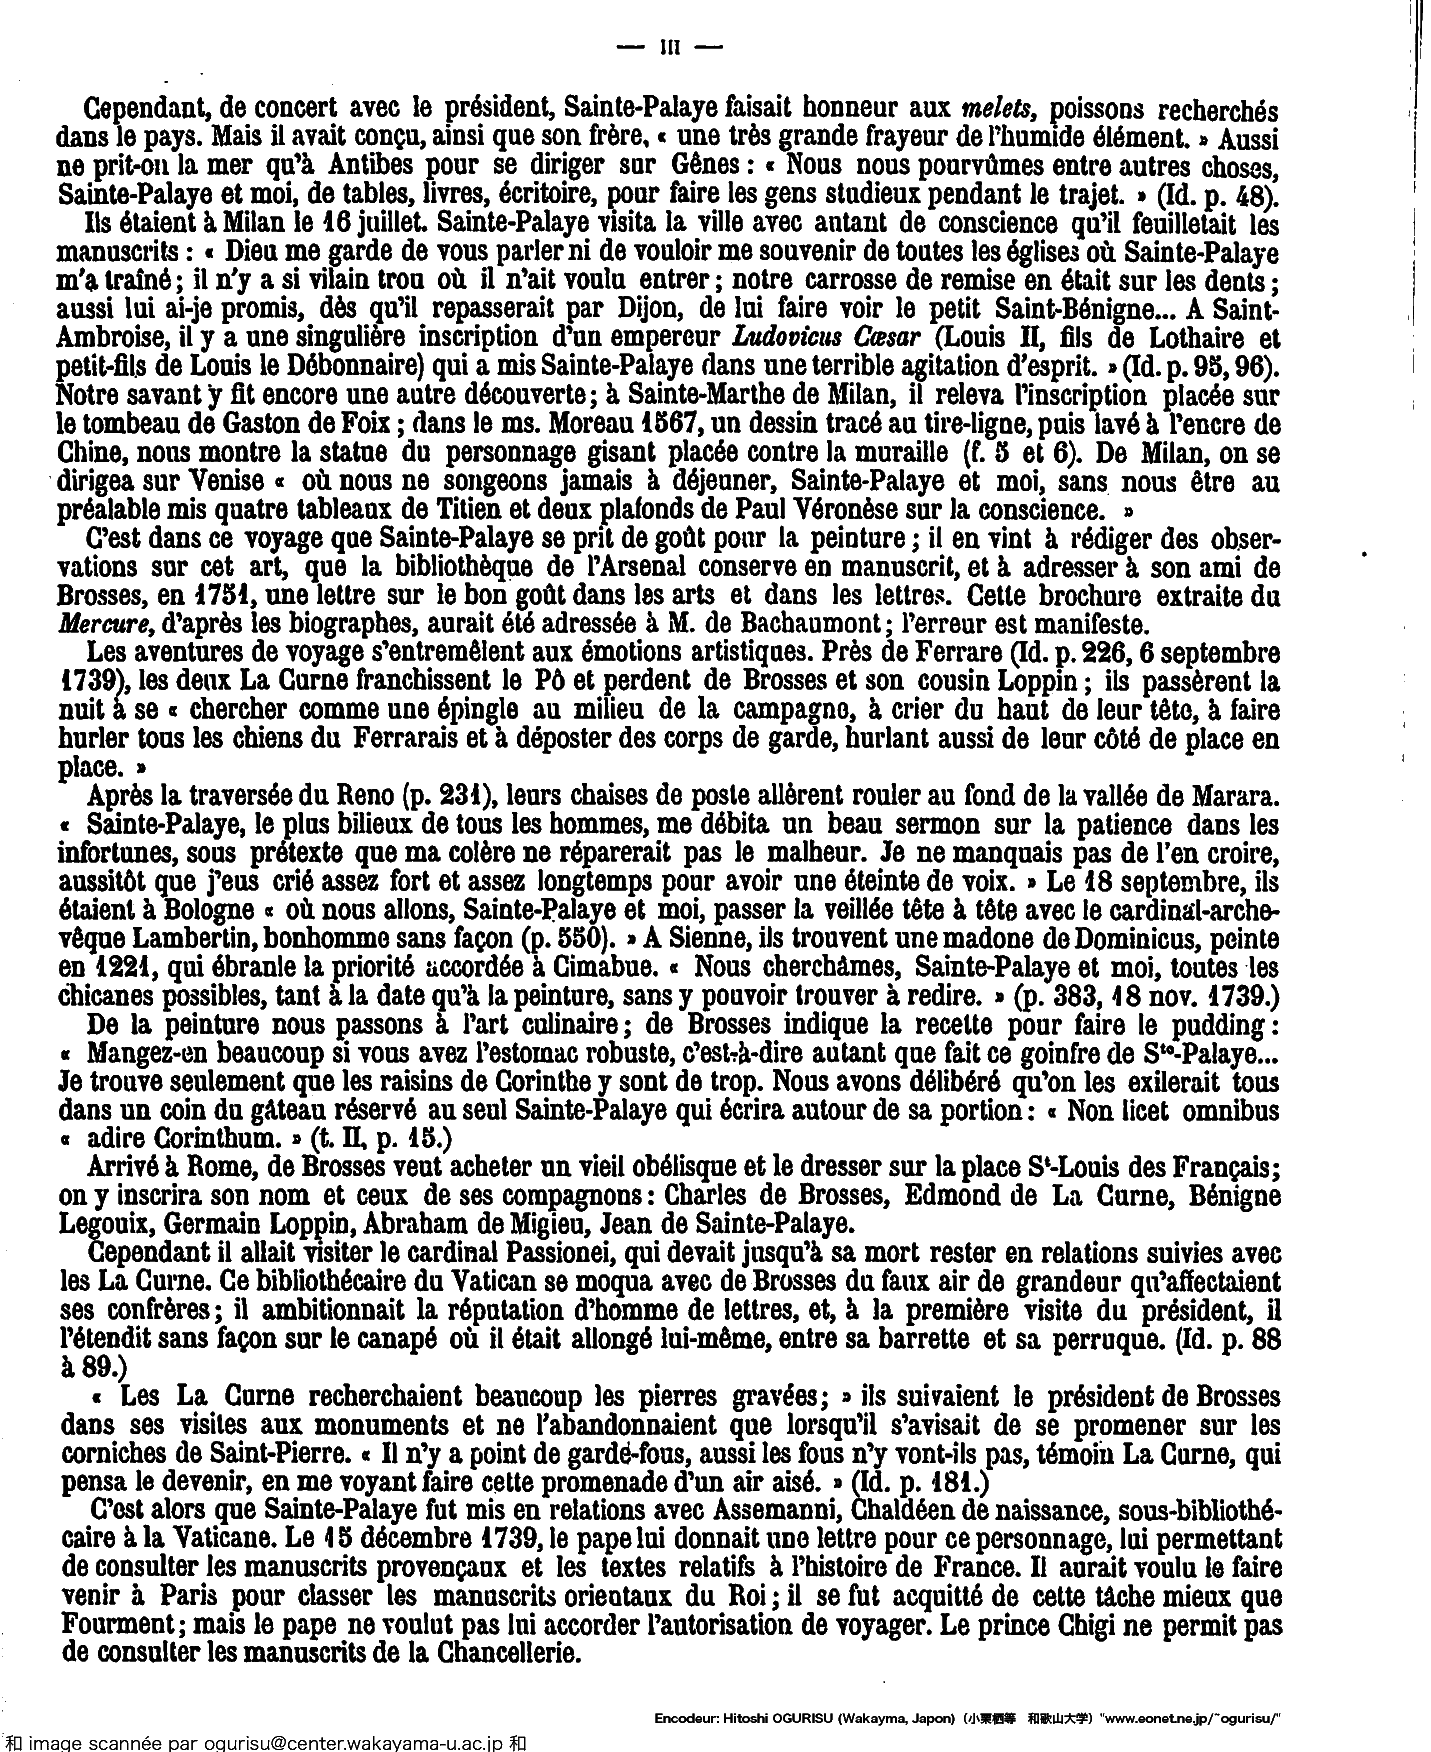 — III —
Cependant, de concert avec le président, Sainte-Palaye faisait honneur aux melets, poissons recherchés
dans le pays. Mais il avait conçu, ainsi que son frère, « une très grande frayeur de l'humide élément. » Aussi
ne prit-on la mer qu'à Antibes pour se diriger sur Gênes : « Nous nous pourvûmes entre autres choses,
Sainte-Palaye et moi, de tables, livres, écritoire, pour faire les gens studieux pendant le trajet. » (Id. p. 48).
Ils étaient à Milan le 16 juillet. Sainte-Palaye visita la ville avec autant de conscience qu'il feuilletait les
manuscrits : « Dieu me garde de vous parler ni de vouloir me souvenir de toutes les églises où Sainte-Palaye
m'a traîné ; il n'y a si vilain trou où il n'ait voulu entrer ; notre carrosse de remise en était sur les dents ;
aussi lui ai-je promis, dès qu'il repasserait par Dijon, de lui faire voir le petit Saint-Bénigne... A Saint-
Ambroise, il y a une singulière inscription d'un empereur Ludovicus Cæsar (Louis II, fils de Lothaire et
petit-fils de Louis le Débonnaire) qui a mis Sainte-Palaye dans une terrible agitation d'esprit. » (Id. p. 95, 96).
Notre savant y fit encore une autre découverte ; à Sainte-Marthe de Milan, il releva l'inscription placée sur
le tombeau de Gaston de Foix ; dans le ms. Moreau 1567, un dessin tracé au tire-ligne, puis lavé à l'encre de
Chine, nous montre la statue du personnage gisant placée contre la muraille (f. 5 et 6). De Milan, on se
dirigea sur Venise « où nous ne songeons jamais à déjeuner, Sainte-Palaye et moi, sans nous être au
préalable mis quatre tableaux de Titien et deux plafonds de Paul Véronèse sur la conscience. »
C'est dans ce voyage que Sainte-Palaye se prit de goût pour la peinture ; il en vint à rédiger des obser-
vations sur cet art, que la bibliothèque de l'Arsenal conserve en manuscrit, et à adresser à son ami de
Brosses, en 1751, une lettre sur le bon goût dans les arts et dans les lettres. Cette brochure extraite du
Mercure, d'après les biographes, aurait été adressée à M. de Bachaumont ; l'erreur est manifeste.
Les aventures de voyage s'entremêlent aux émotions artistiques. Près de Ferrare (Id. p. 226, 6 septembre
1739), les deux La Curne franchissent le Pô et perdent de Brosses et son cousin Loppin ; ils passèrent la
nuit à se « chercher comme une épingle au milieu de la campagne, à crier du haut de leur tête, à faire
hurler tous les chiens du Ferrarais et à déposter des corps de garde, hurlant aussi de leur côté de place en
place. »
Après la traversée du Reno (p. 231), leurs chaises de poste allèrent rouler au fond de la vallée de Marara.
« Sainte-Palaye, le plus bilieux de tous les hommes, me débita un beau sermon sur la patience dans les
infortunes, sous prétexte que ma colère ne réparerait pas le malheur. Je ne manquais pas de l'en croire,
aussitôt que j'eus crié assez fort et assez longtemps pour avoir une éteinte de voix. » Le 18 septembre, ils
étaient à Bologne « où nous allons, Sainte-Palaye et moi, passer la veillée tête à tête avec le cardinal-arche-
vêque Lambertin, bonhomme sans façon (p. 550). » A Sienne, ils trouvent une madone de Dominicus, peinte
en 1221, qui ébranle la priorité accordée à Cimabue. « Nous cherchâmes, Sainte-Palaye et moi, toutes les
chicanes possibles, tant à la date qu'à la peinture, sans y pouvoir trouver à redire. » (p. 383, 18 nov. 1739.)
De la peinture nous passons à l'art culinaire ; de Brosses indique la recette pour faire le pudding :
« Mangez-en beaucoup si vous avez l'estomac robuste, c'est-à-dire autant que fait ce goinfre de Ste-Palaye...
Je trouve seulement que les raisins de Corinthe y sont de trop. Nous avons délibéré qu'on les exilerait tous
dans un coin du gâteau réservé au seul Sainte-Palaye qui écrira autour de sa portion : « Non licet omnibus
« adire Corinthum. » (t. II, p. 15.)
Arrivé à Rome, de Brosses veut acheter un vieil obélisque et le dresser sur la place St-Louis des Français ;
on y inscrira son nom et ceux de ses compagnons : Charles de Brosses, Edmond de La Curne, Bénigne
Legouix, Germain Loppin, Abraham de Migieu, Jean de Sainte-Palaye.
Cependant il allait visiter le cardinal Passionei, qui devait jusqu'à sa mort rester en relations suivies avec
les La Curne. Ce bibliothécaire du Vatican se moqua avec de Brosses du faux air de grandeur qu'affectaient
ses confrères ; il ambitionnait la réputation d'homme de lettres, et, à la première visite du président, il
l'étendit sans façon sur le canapé où il était allongé lui-même, entre sa barrette et sa perruque. (Id. p. 88
à 89.)
« Les La Curne recherchaient beaucoup les pierres gravées ; » ils suivaient le président de Brosses
dans ses visites aux monuments et ne l'abandonnaient que lorsqu'il s'avisait de se promener sur les
corniches de Saint-Pierre. « Il n'y a point de garde-fous, aussi les fous n'y vont-ils pas, témoin La Curne, qui
pensa le devenir, en me voyant faire cette promenade d'un air aisé. » (Id. p. 181.)
C'est alors que Sainte-Palaye fut mis en relations avec Assemanni, Chaldéen de naissance, sous-bibliothé-
caire à la Vaticane. Le 15 décembre 1739, le pape lui donnait une lettre pour ce personnage, lui permettant
de consulter les manuscrits provençaux et les textes relatifs à l'histoire de France. Il aurait voulu le faire
venir à Paris pour classer les manuscrits orientaux du Roi ; il se fut acquitté de cette tâche mieux que
Fourment ; mais le pape ne voulut pas lui accorder l'autorisation de voyager. Le prince Chigi ne permit pas
de consulter les manuscrits de la Chancellerie.
Encodeur: Hitoshi OGURISU (Wakayma, Japon) (小栗栖等 和歌山大学) "www.eonet.ne.jp/~ogurisu/"
和 image scannée par ogurisu@center.wakayama-u.ac.jp 和